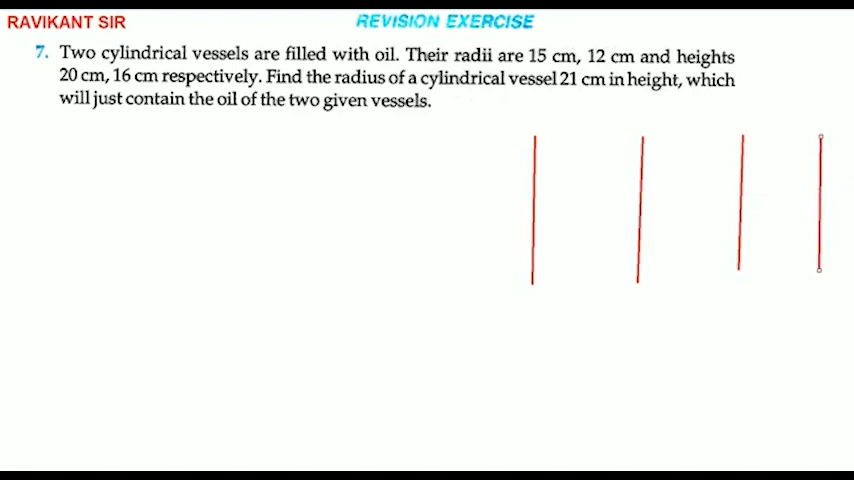 RAVIKANT SIR
REVISION EXERCISE
7. Two cylindrical vessels are filled with oil. Their radii are 15 cm, 12 cm and heights
20 cm, 16 cm respectively. Find the radius of a cylindrical vessel 21 cm in height, which
will just contain the oil of the two given vessels.